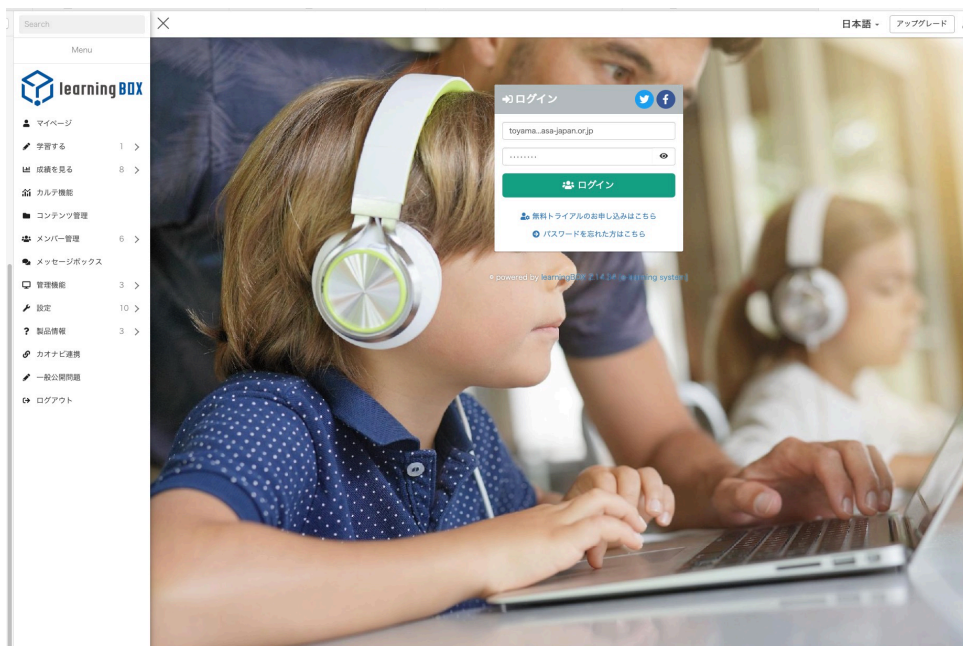 Search
日本語
アップグレード
Menu
learningBOX
マイページ
学習する 1
成績を見る 8
カルテ機能
コンテンツ管理
メンバー管理 6
メッセージボックス
管理機能 3
設定 10
製品情報 3
カオナビ連携
一般公開問題
ログアウト
ログイン
toyama...asa-japan.or.jp
ログイン
無料トライアルのお申し込みはこちら
パスワードを忘れた方はこちら
powered by learningBOX